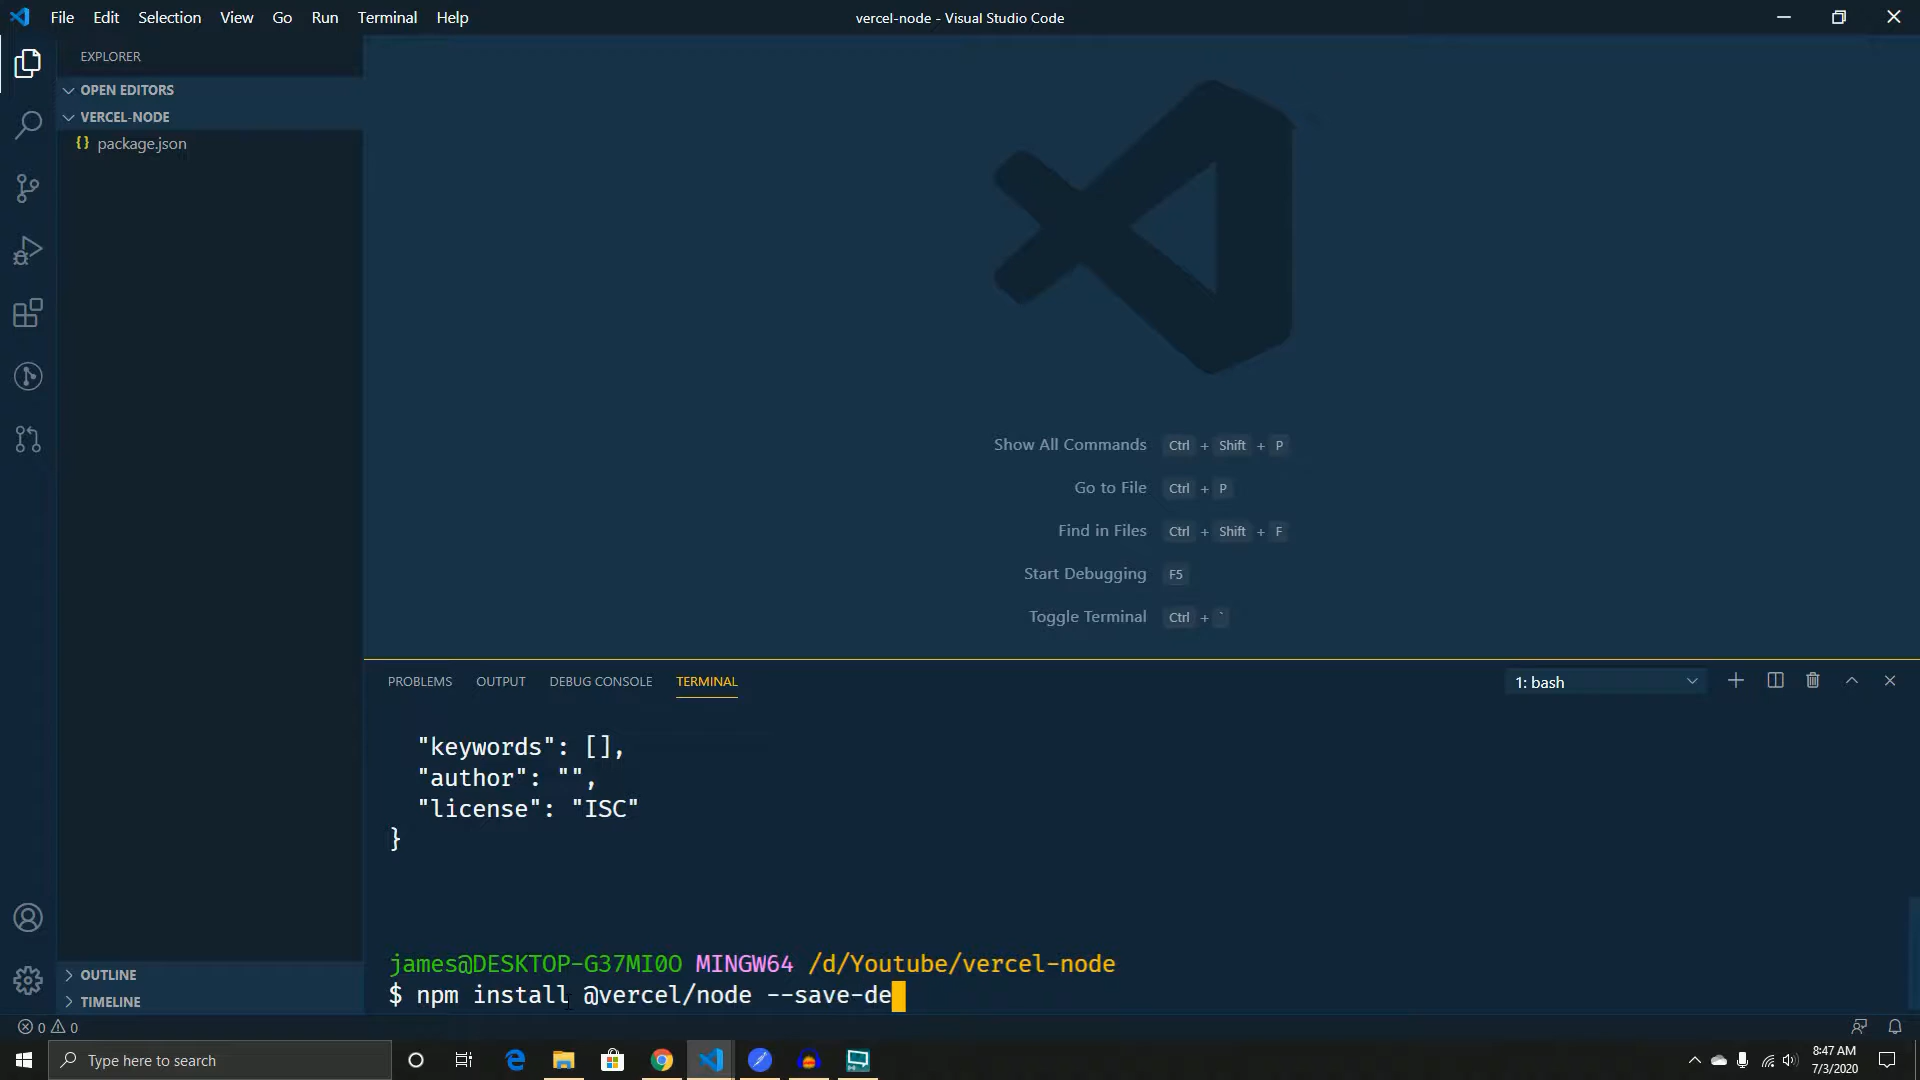 File Edit Selection View Go Run Terminal Help
vercel-node - Visual Studio Code
EXPLORER
OPEN EDITORS
VERCEL-NODE
{} package.json
Show All Commands Ctrl + Shift + P
Go to File Ctrl + P
Find in Files Ctrl + Shift + F
Start Debugging F5
Toggle Terminal Ctrl + `
PROBLEMS OUTPUT DEBUG CONSOLE TERMINAL
1: bash
"keywords": [],
"author": "",
"license": "ISC"
}
james@DESKTOP-G37MI0O MINGW64 /d/Youtube/vercel-node
$ npm install @vercel/node --save-de
OUTLINE
TIMELINE
0 0
Type here to search
8:47 AM
7/3/2020